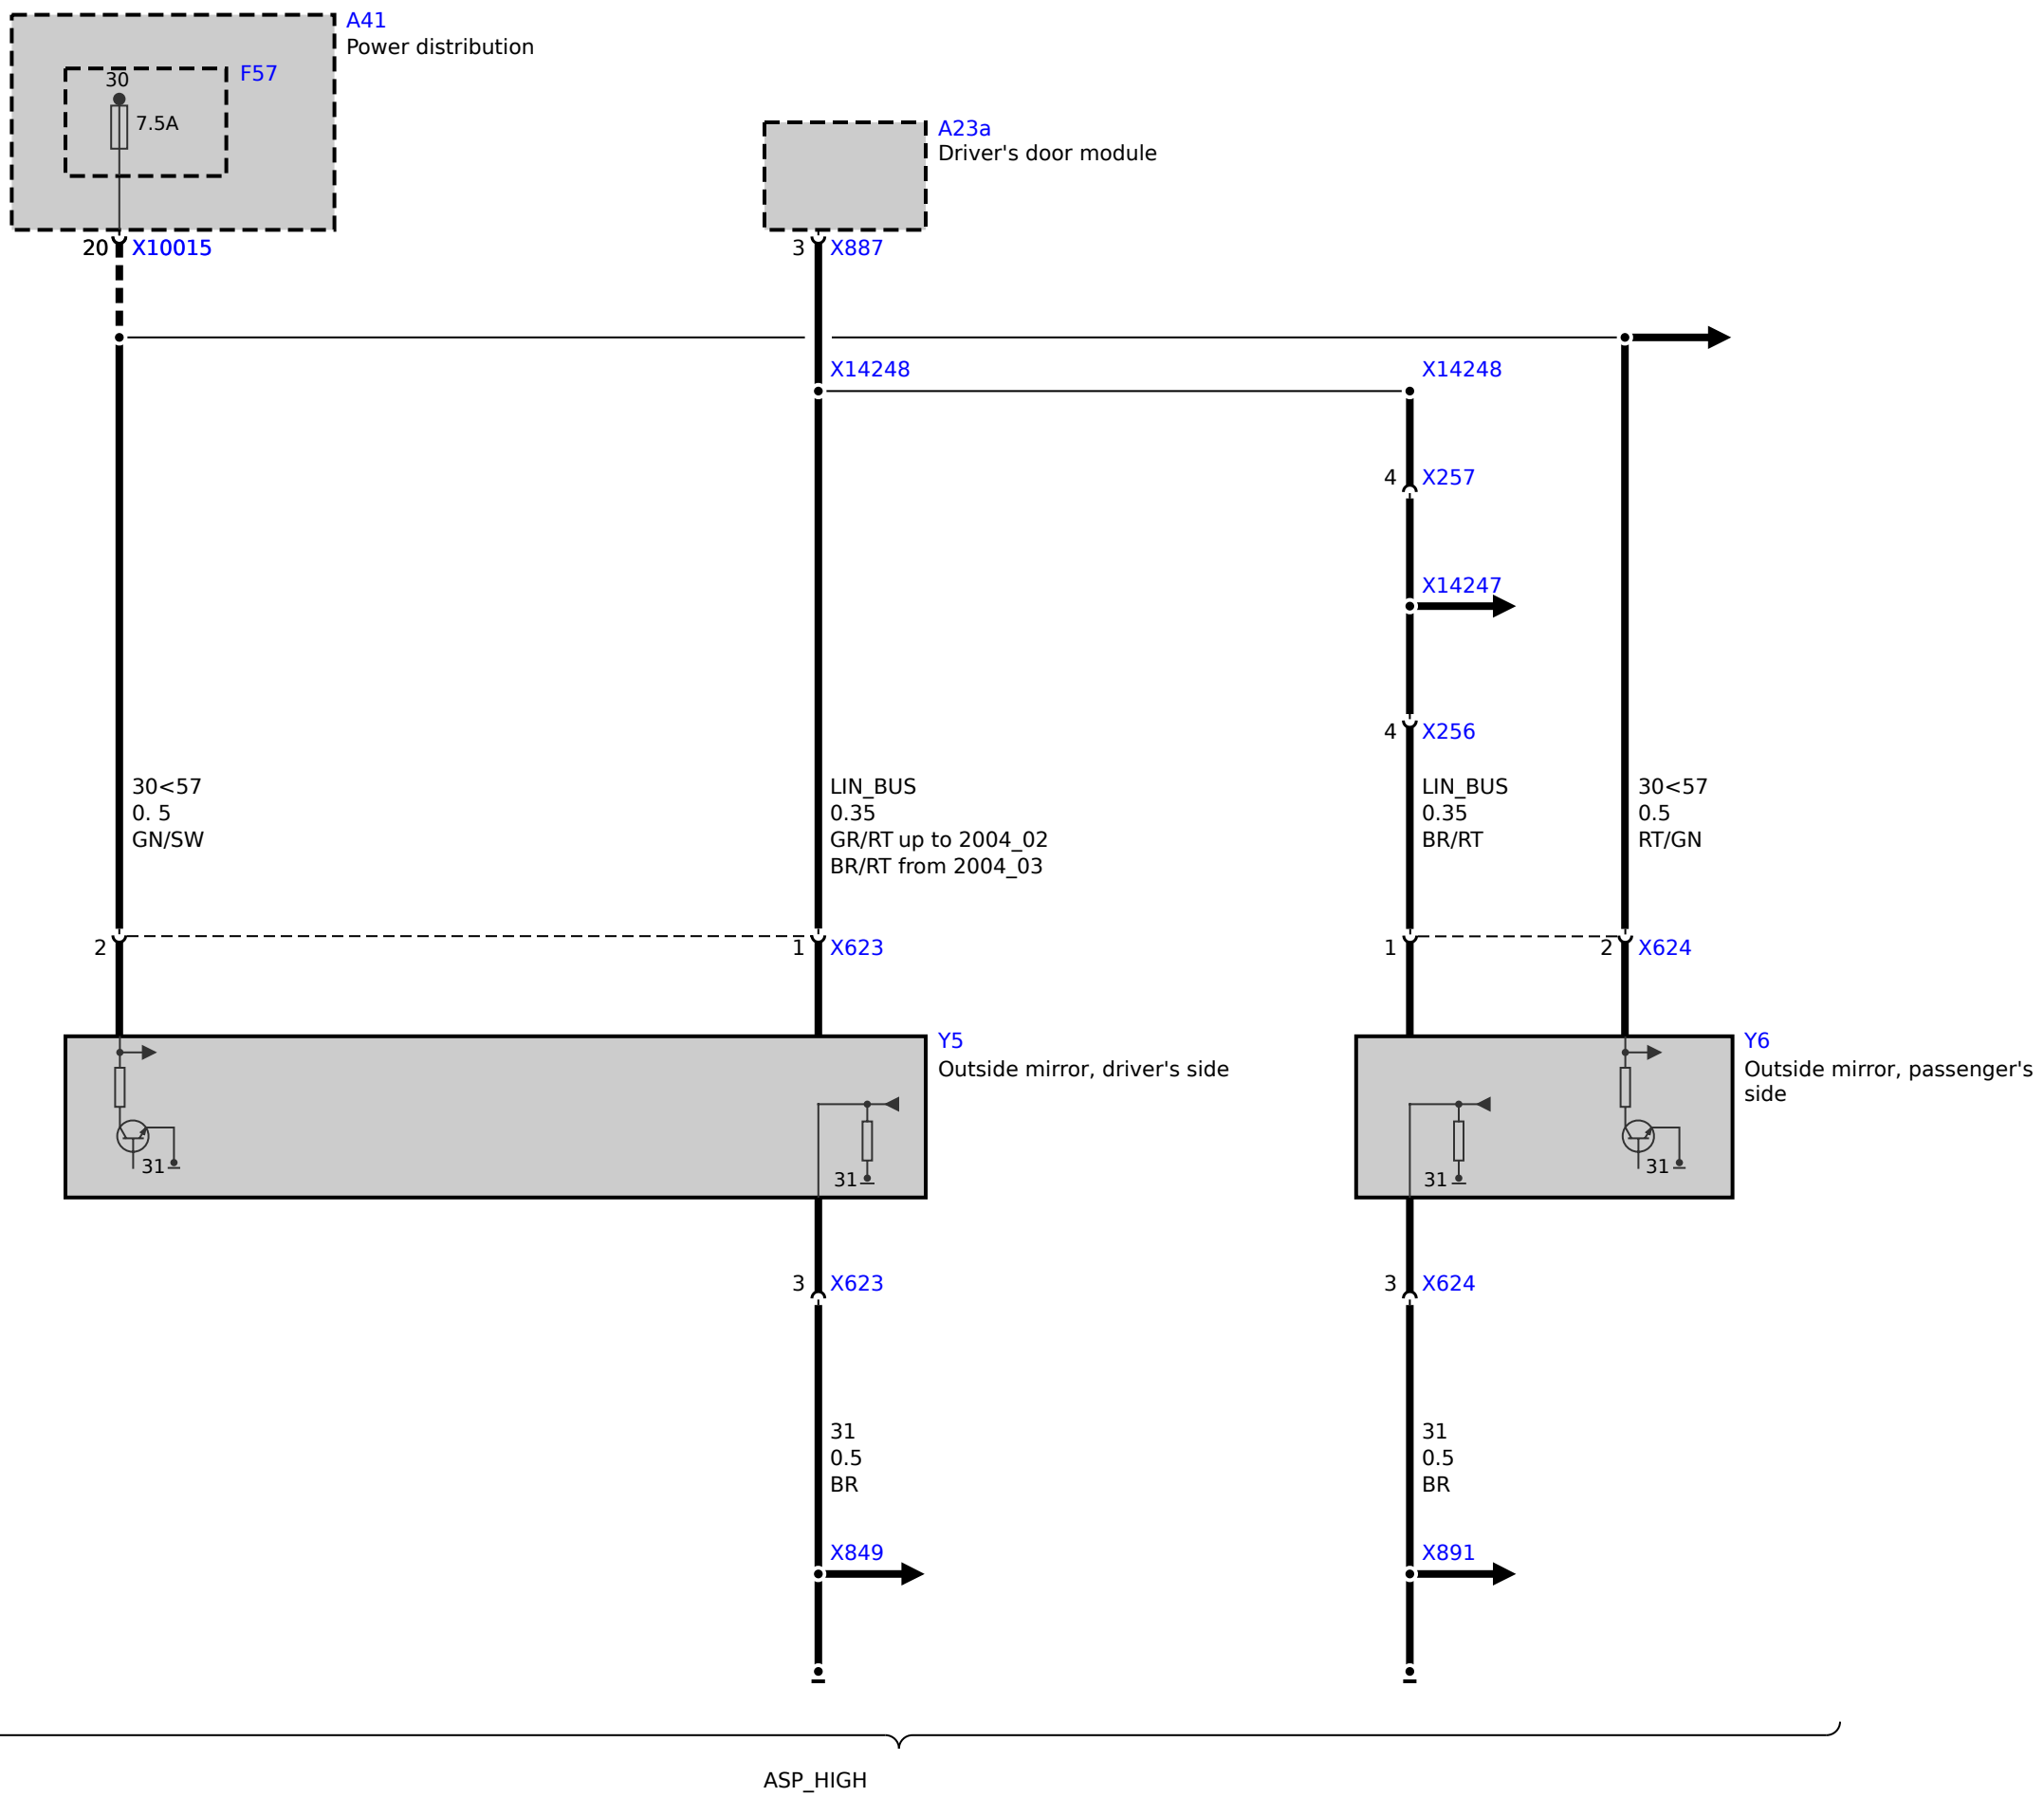 A41
Power distribution
F57
30
7.5A
A23a
Driver's door module
20 X10015
3 X887
X14248
X14248
4 X257
X14247
4 X256
30<57
0. 5
GN/SW
LIN_BUS
0.35
GR/RT up to 2004_02
BR/RT from 2004_03
LIN_BUS
0.35
BR/RT
30<57
0.5
RT/GN
2
1 X623
1
2 X624
Y5
Outside mirror, driver's side
31
31
Y6
Outside mirror, passenger's
side
31
31
3 X623
3 X624
31
0.5
BR
31
0.5
BR
X849
X891
ASP_HIGH